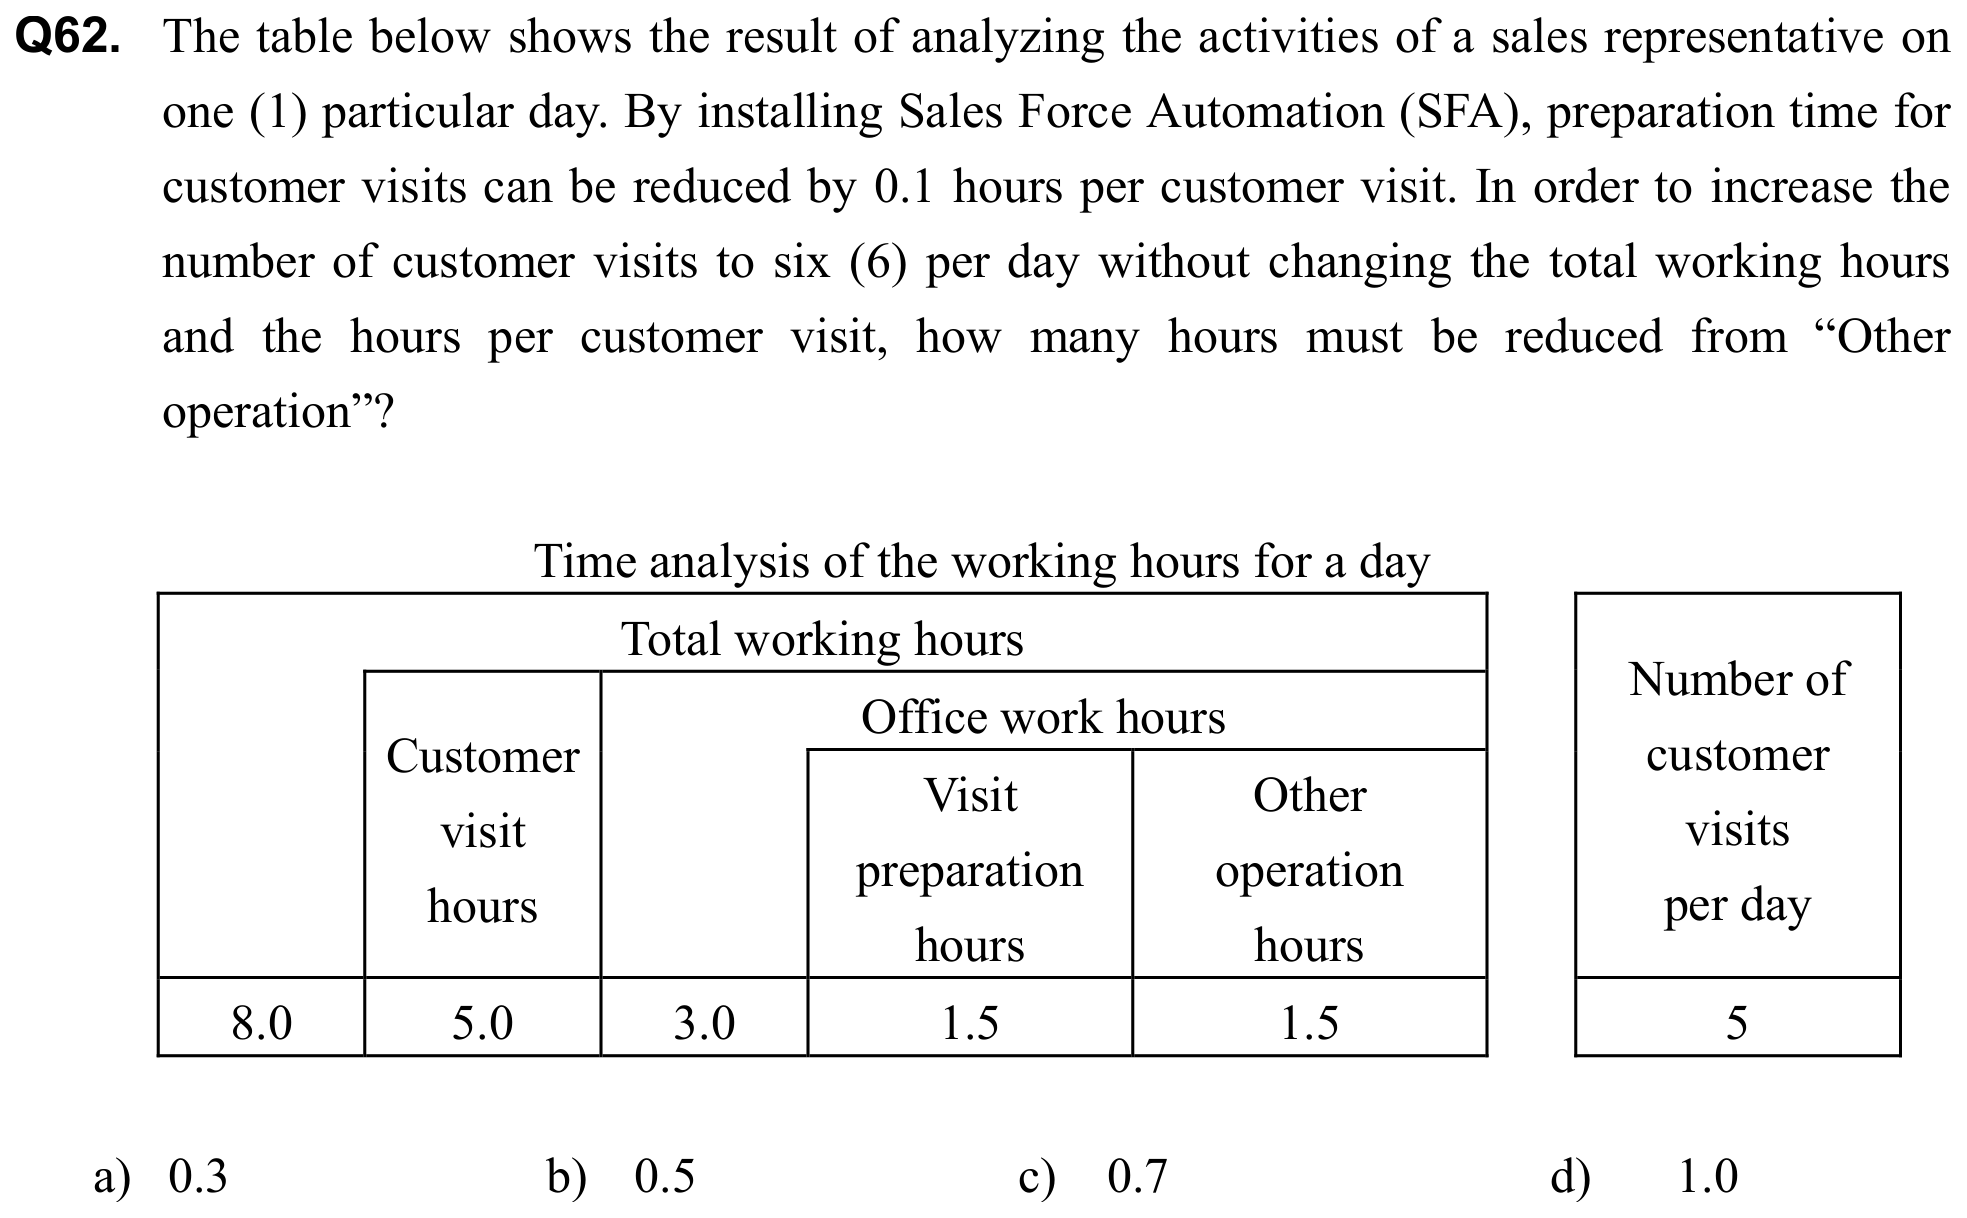 Q62. The table below shows the result of analyzing the activities of a sales representative on
one (1) particular day. By installing Sales Force Automation (SFA), preparation time for
customer visits can be reduced by 0.1 hours per customer visit. In order to increase the
number of customer visits to six (6) per day without changing the total working hours
and the hours per customer visit, how many hours must be reduced from “Other
operation”?
Time analysis of the working hours for a day
Total working hours
Customer
visit
hours
Office work hours
Visit
preparation
hours
Other
operation
hours
Number of
customer
visits
per day
8.0 5.0 3.0 1.5 1.5 5
a) 0.3 b) 0.5 c) 0.7 d) 1.0